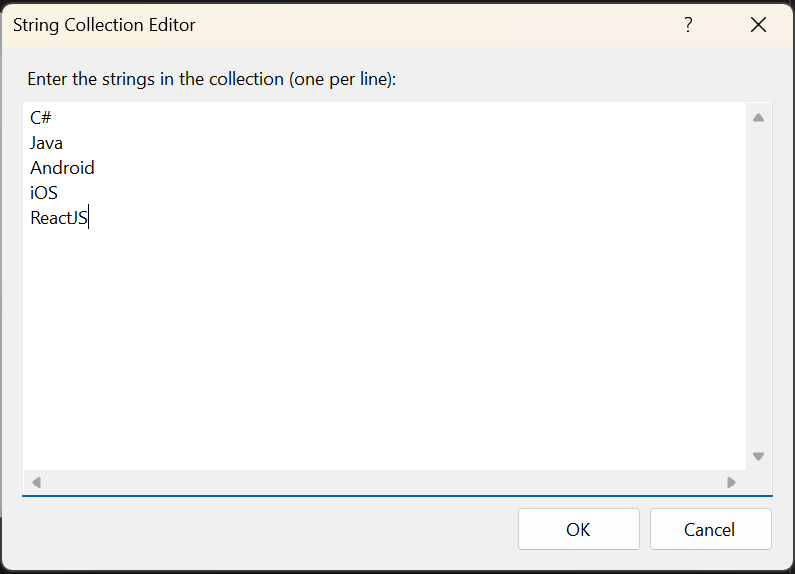 String Collection Editor
?
Enter the strings in the collection (one per line):
C#
Java
Android
iOS
ReactJS
OK
Cancel